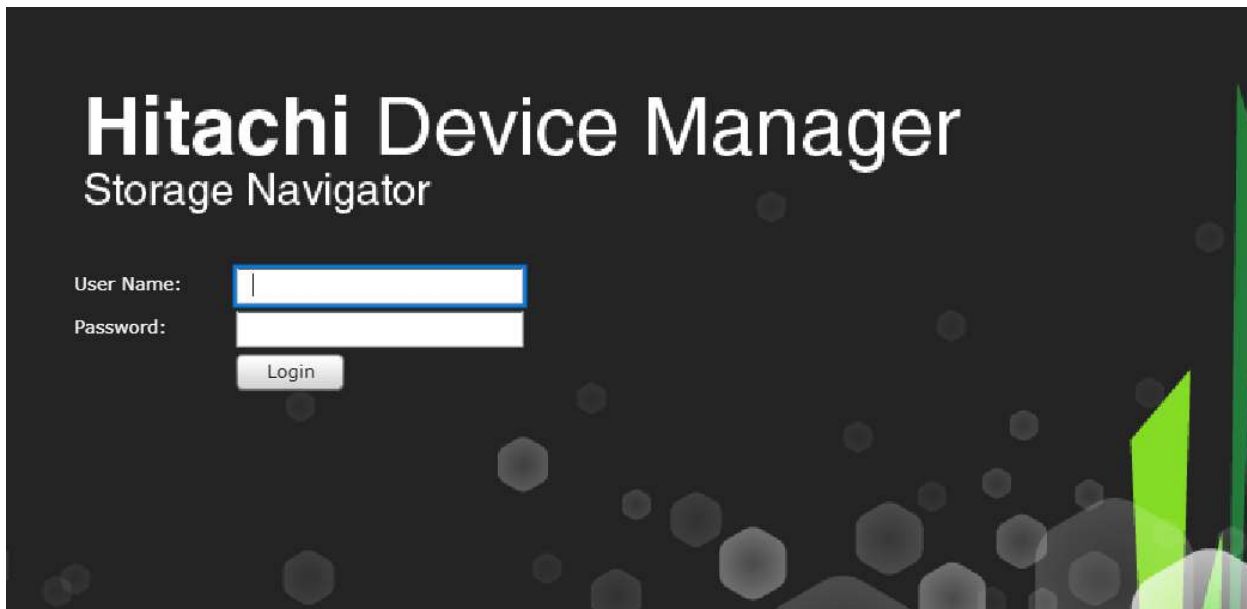 Hitachi Device Manager
Storage Navigator
User Name:
Password:
Login